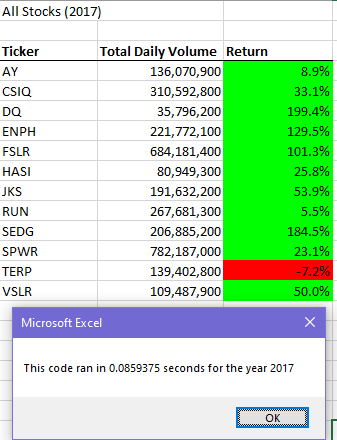 All Stocks (2017)
Ticker Total Daily Volume Return
AY 136,070,900 8.9%
CSIQ 310,592,800 33.1%
DQ 35,796,200 199.4%
ENPH 221,772,100 129.5%
FSLR 684,181,400 101.3%
HASI 80,949,300 25.8%
JKS 191,632,200 53.9%
RUN 267,681,300 5.5%
SEDG 206,885,200 184.5%
SPWR 782,187,000 23.1%
TERP 139,402,800 -7.2%
VSLR 109,487,900 50.0%
Microsoft Excel
This code ran in 0.0859375 seconds for the year 2017
OK